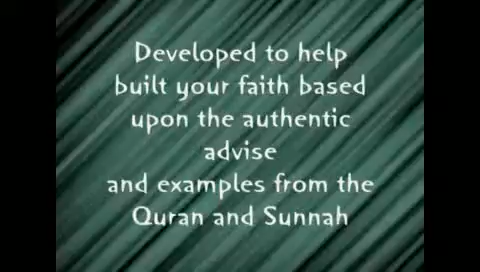 Developed to help
built your faith based
upon the authentic
advise
and examples from the
Quran and Sunnah